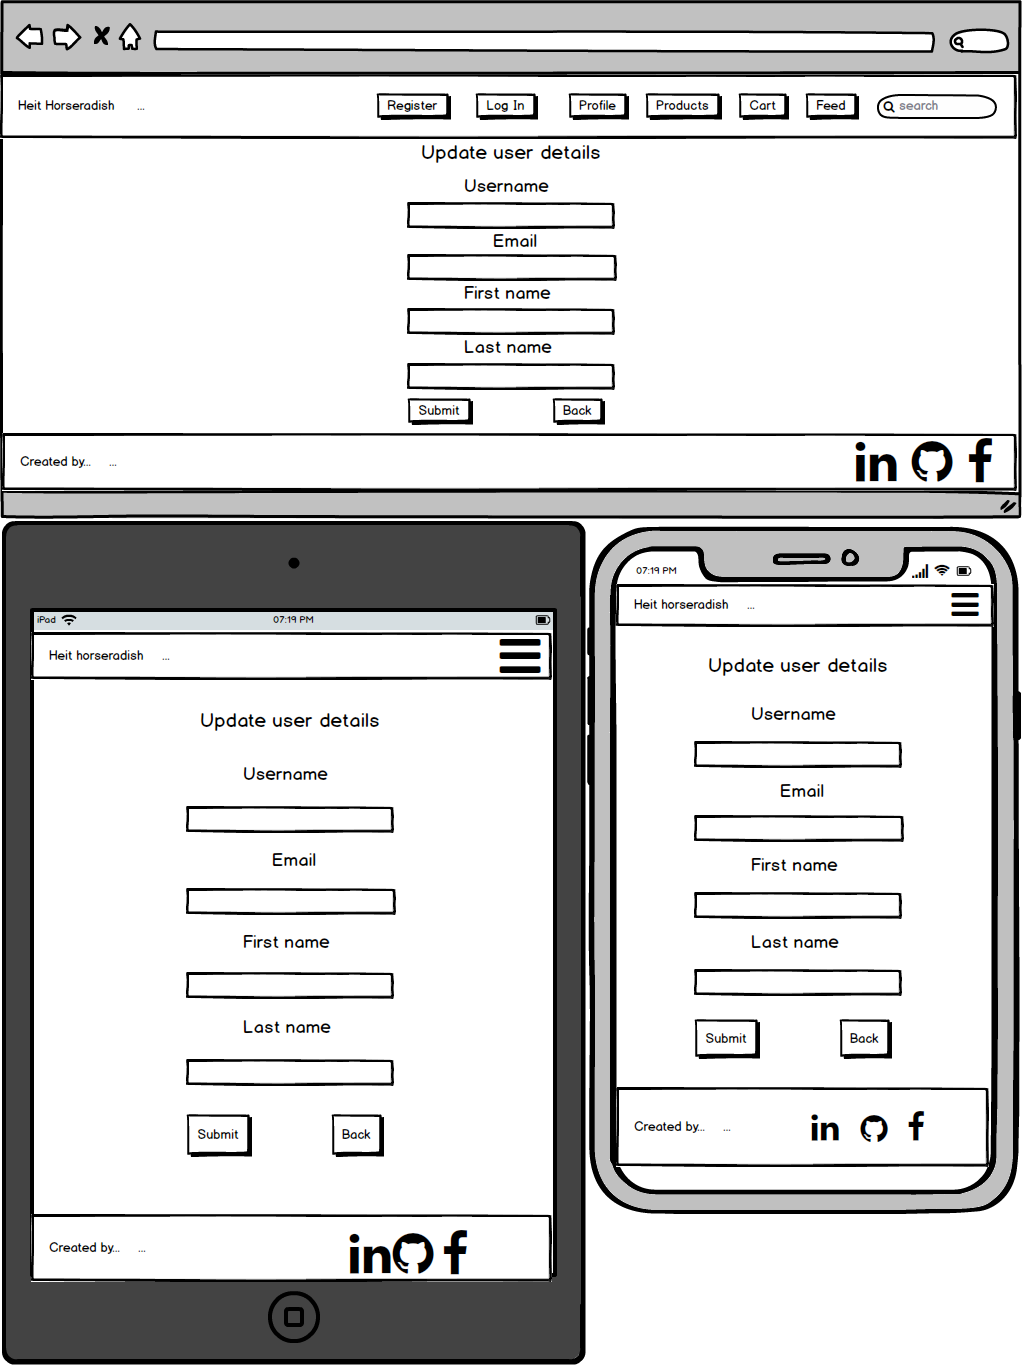 Heit Horseradish ... Register Log In Profile Products Cart Feed search
Update user details
Username
Email
First name
Last name
Submit Back
Created by... ... in f
iPad 07:19 PM
Heit horseradish ...
Update user details
Username
Email
First name
Last name
Submit Back
Created by... ... in f
07:19 PM
Heit horseradish ...
Update user details
Username
Email
First name
Last name
Submit Back
Created by... ... in f